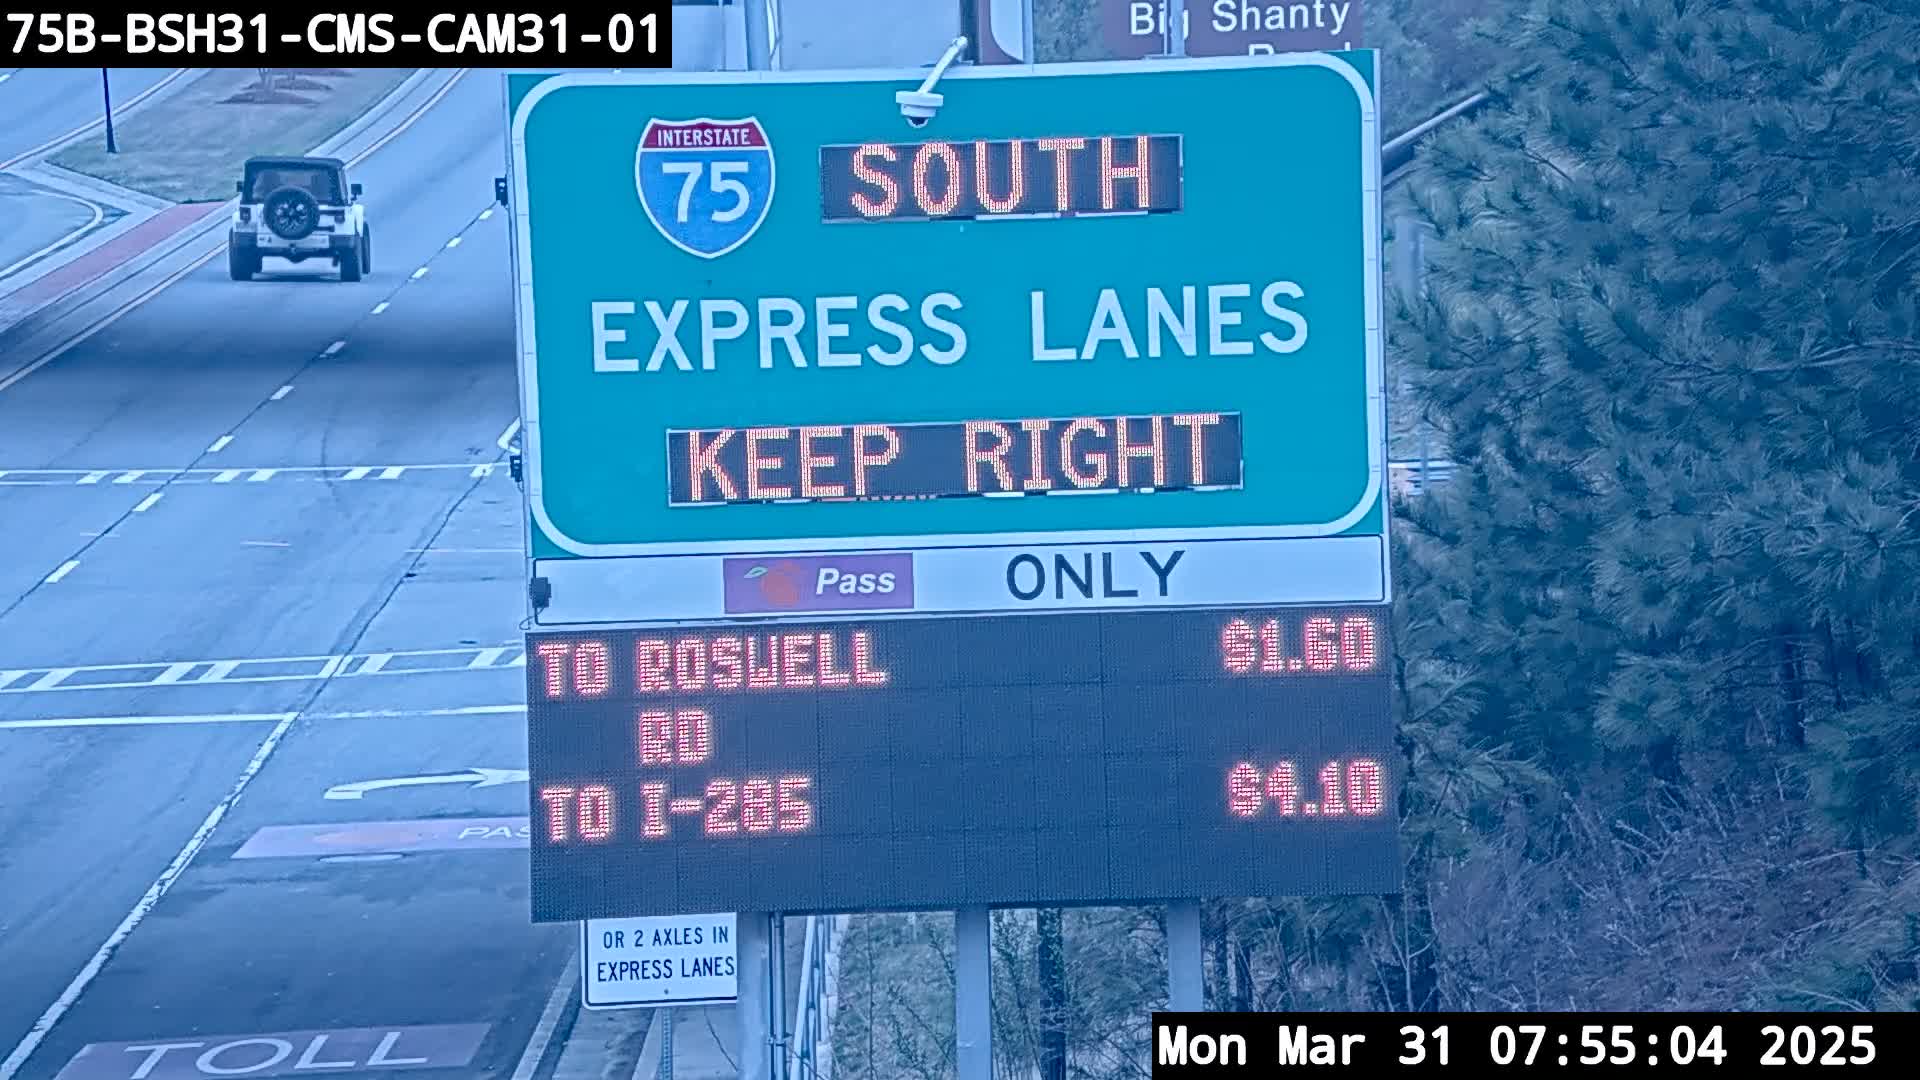 75B-BSH31-CMS-CAM31-01
Big Shanty
Road
INTERSTATE
75
SOUTH
EXPRESS LANES
KEEP RIGHT
Pass ONLY
TO ROSWELL $1.60
RD
TO I-285 $4.10
OR 2 AXLES IN
EXPRESS LANES
TOLL
Mon Mar 31 07:55:04 2025